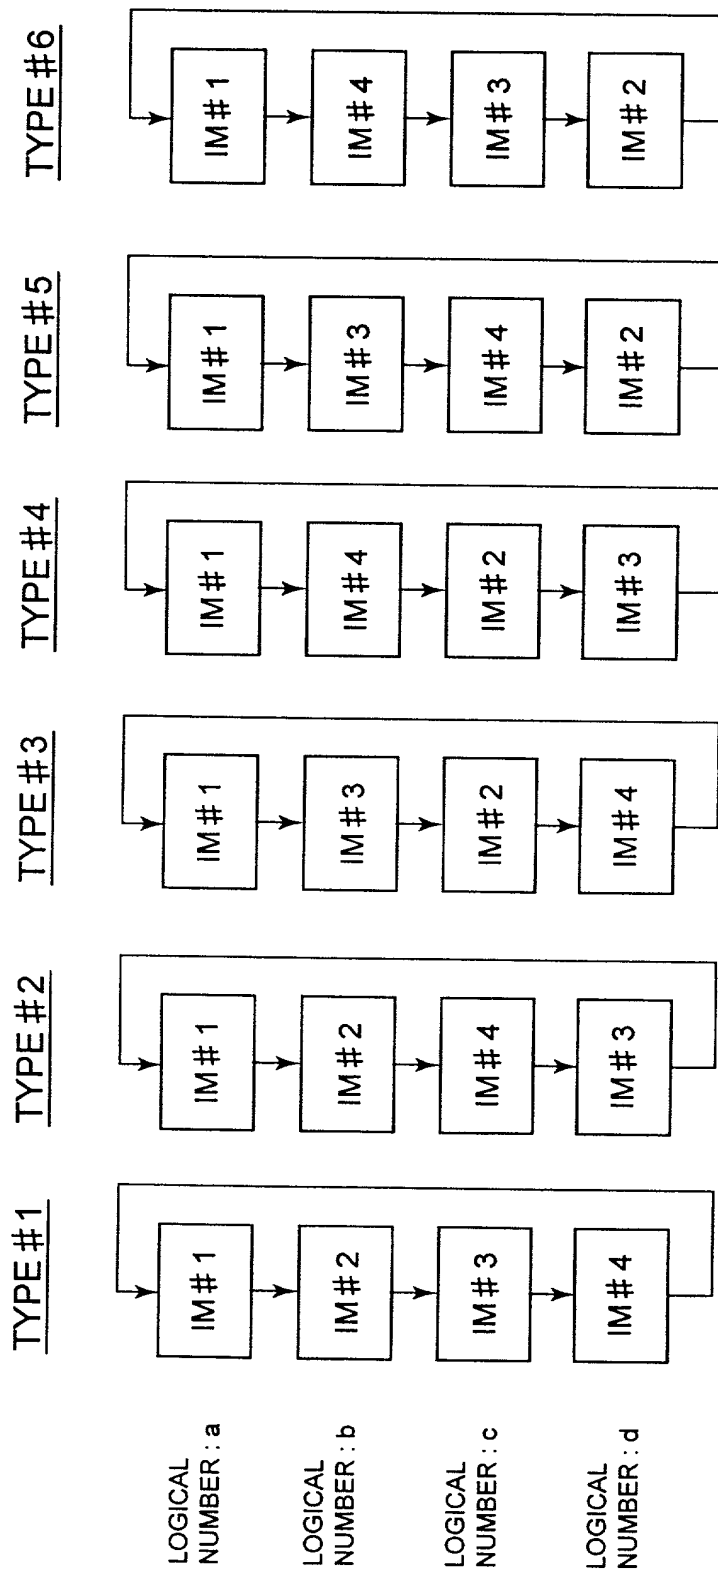 TYPE#1 TYPE#2 TYPE#3 TYPE#4 TYPE#5 TYPE#6
LOGICAL
NUMBER : a
IM#1 IM#1 IM#1 IM#1 IM#1 IM#1
LOGICAL
NUMBER : b
IM#2 IM#2 IM#3 IM#4 IM#3 IM#4
LOGICAL
NUMBER : c
IM#3 IM#4 IM#2 IM#2 IM#4 IM#3
LOGICAL
NUMBER : d
IM#4 IM#3 IM#4 IM#3 IM#2 IM#2